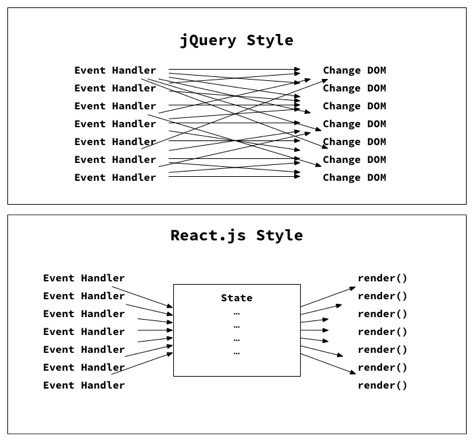 jQuery Style
Event Handler Change DOM
Event Handler Change DOM
Event Handler Change DOM
Event Handler Change DOM
Event Handler Change DOM
Event Handler Change DOM
Event Handler Change DOM
React.js Style
Event Handler render()
State
Event Handler render()
…
Event Handler render()
…
Event Handler render()
…
Event Handler render()
…
Event Handler render()
Event Handler render()